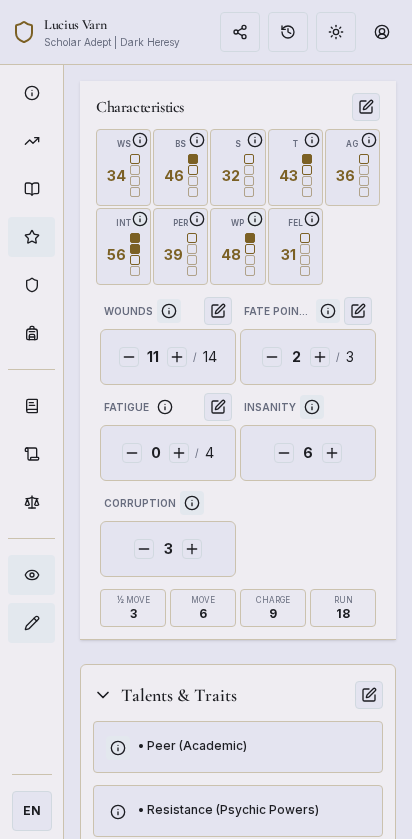 Lucius Varn
Scholar Adept | Dark Heresy
Characteristics
WS BS S T AG
34 46 32 43 36
INT PER WP FEL
56 39 48 31
WOUNDS FATE POIN...
11 / 14 2 / 3
FATIGUE INSANITY
0 / 4 6
CORRUPTION
3
½ MOVE MOVE CHARGE RUN
3 6 9 18
Talents & Traits
• Peer (Academic)
• Resistance (Psychic Powers)
EN